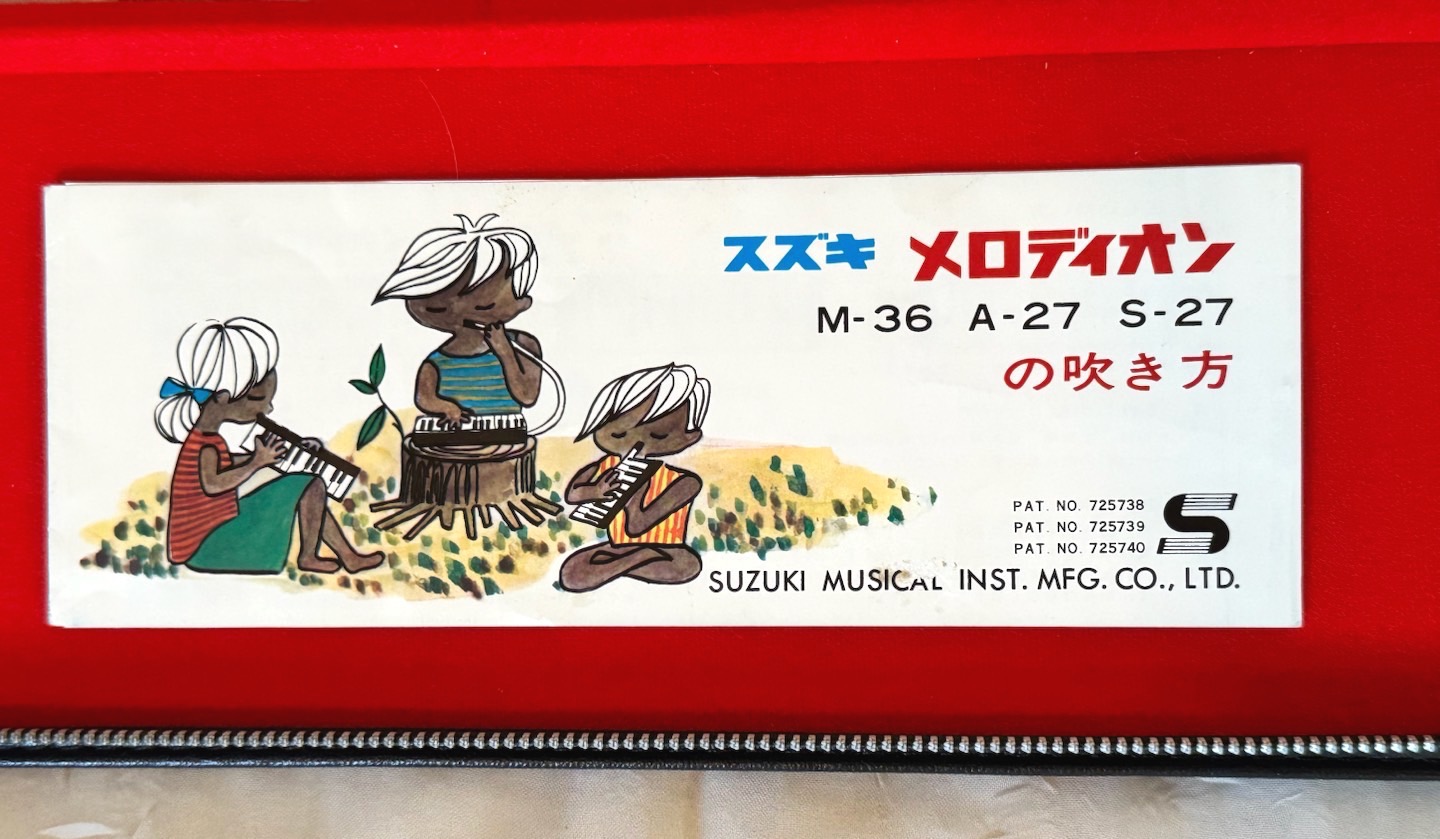 スズキ メロディオン
M-36 A-27 S-27
の吹き方
PAT. NO. 725738
PAT. NO. 725739
PAT. NO. 725740
S
SUZUKI MUSICAL INST. MFG. CO., LTD.